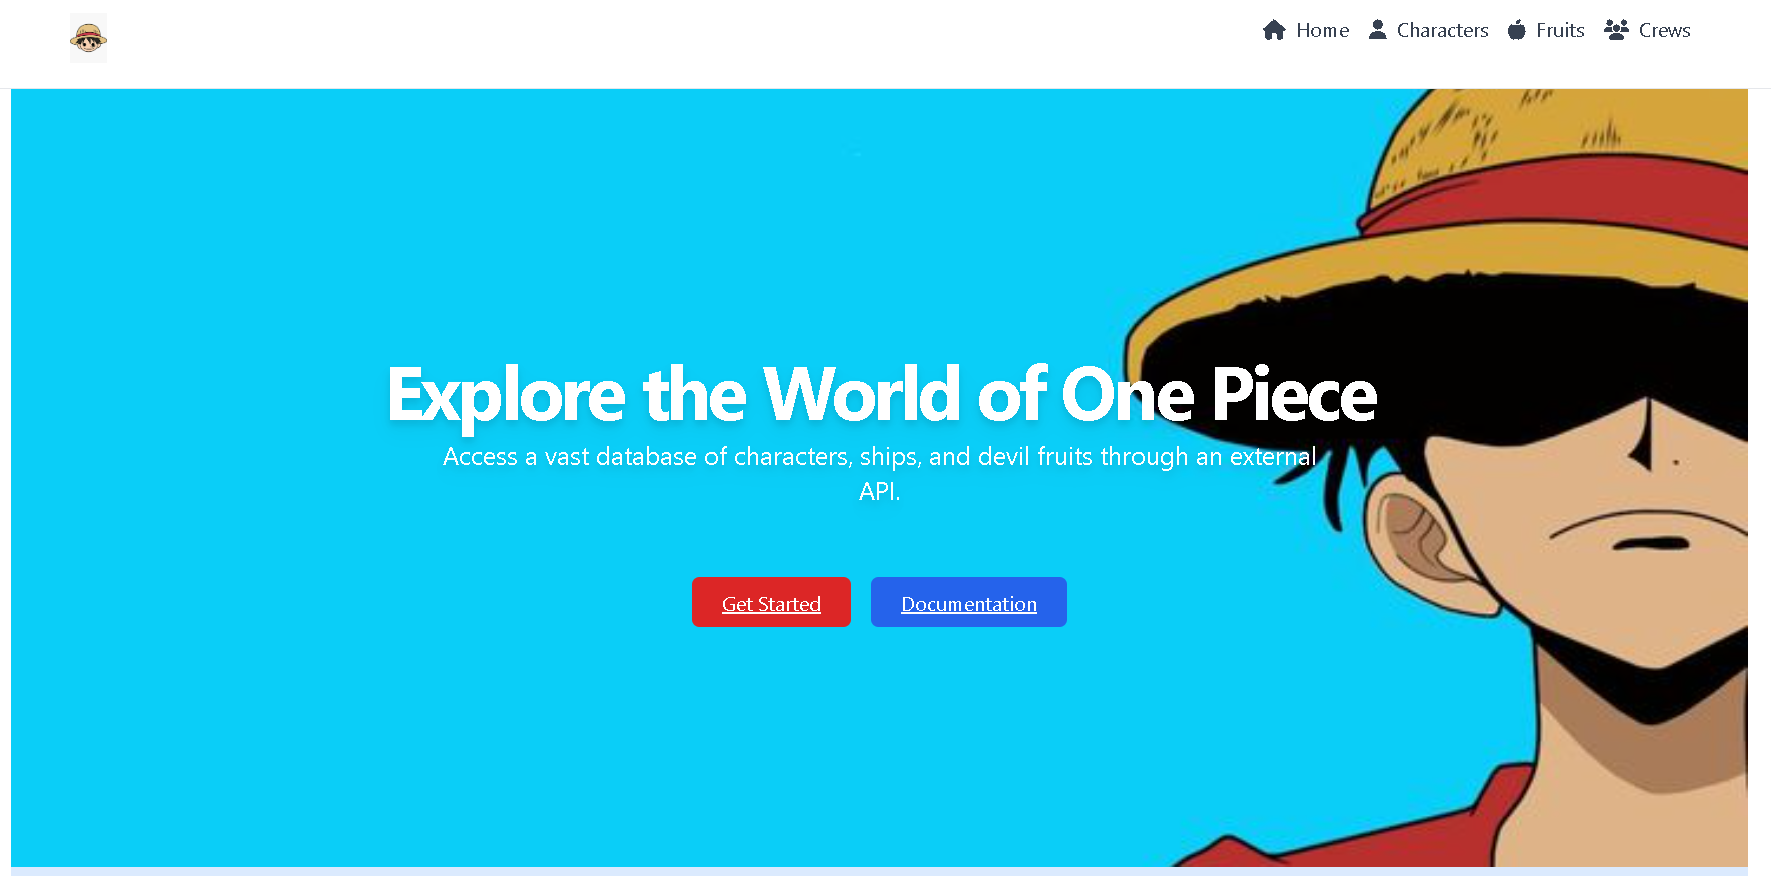 Home Characters Fruits Crews
Explore the World of One Piece
Access a vast database of characters, ships, and devil fruits through an external
API.
Get Started Documentation